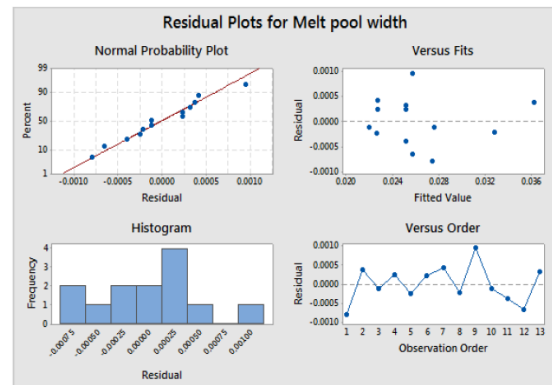 Residual Plots for Melt pool width
Normal Probability Plot
99
90
50
10
1
Percent
-0.0010 -0.0005 0.0000 0.0005 0.0010
Residual
Versus Fits
0.0010
0.0005
0.0000
-0.0005
-0.0010
Residual
0.020 0.024 0.028 0.032 0.036
Fitted Value
Histogram
4
3
2
1
0
Frequency
-0.00075 -0.00050 -0.00025 0.00000 0.00025 0.00050 0.00075 0.00100
Residual
Versus Order
0.0010
0.0005
0.0000
-0.0005
-0.0010
Residual
1 2 3 4 5 6 7 8 9 10 11 12 13
Observation Order